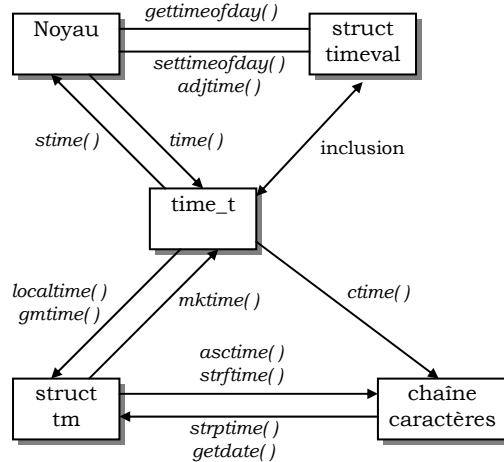 gettimeofday( )
Noyau
struct
timeval
settimeofday( )
adjtime( )
stime( )
time( )
inclusion
time_t
localtime( )
gmtime( )
mktime( )
ctime( )
asctime( )
strftime( )
struct
tm
chaîne
caractères
strptime( )
getdate( )